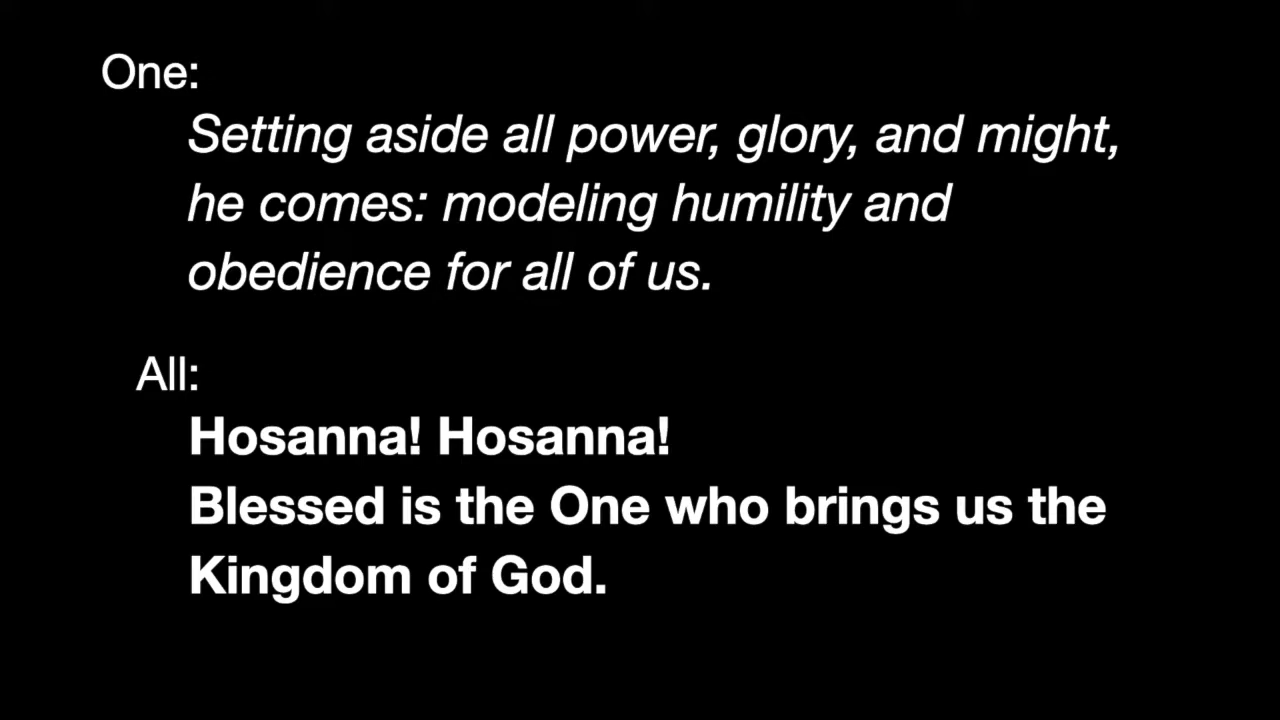 One:
Setting aside all power, glory, and might,
he comes: modeling humility and
obedience for all of us.
All:
Hosanna! Hosanna!
Blessed is the One who brings us the
Kingdom of God.